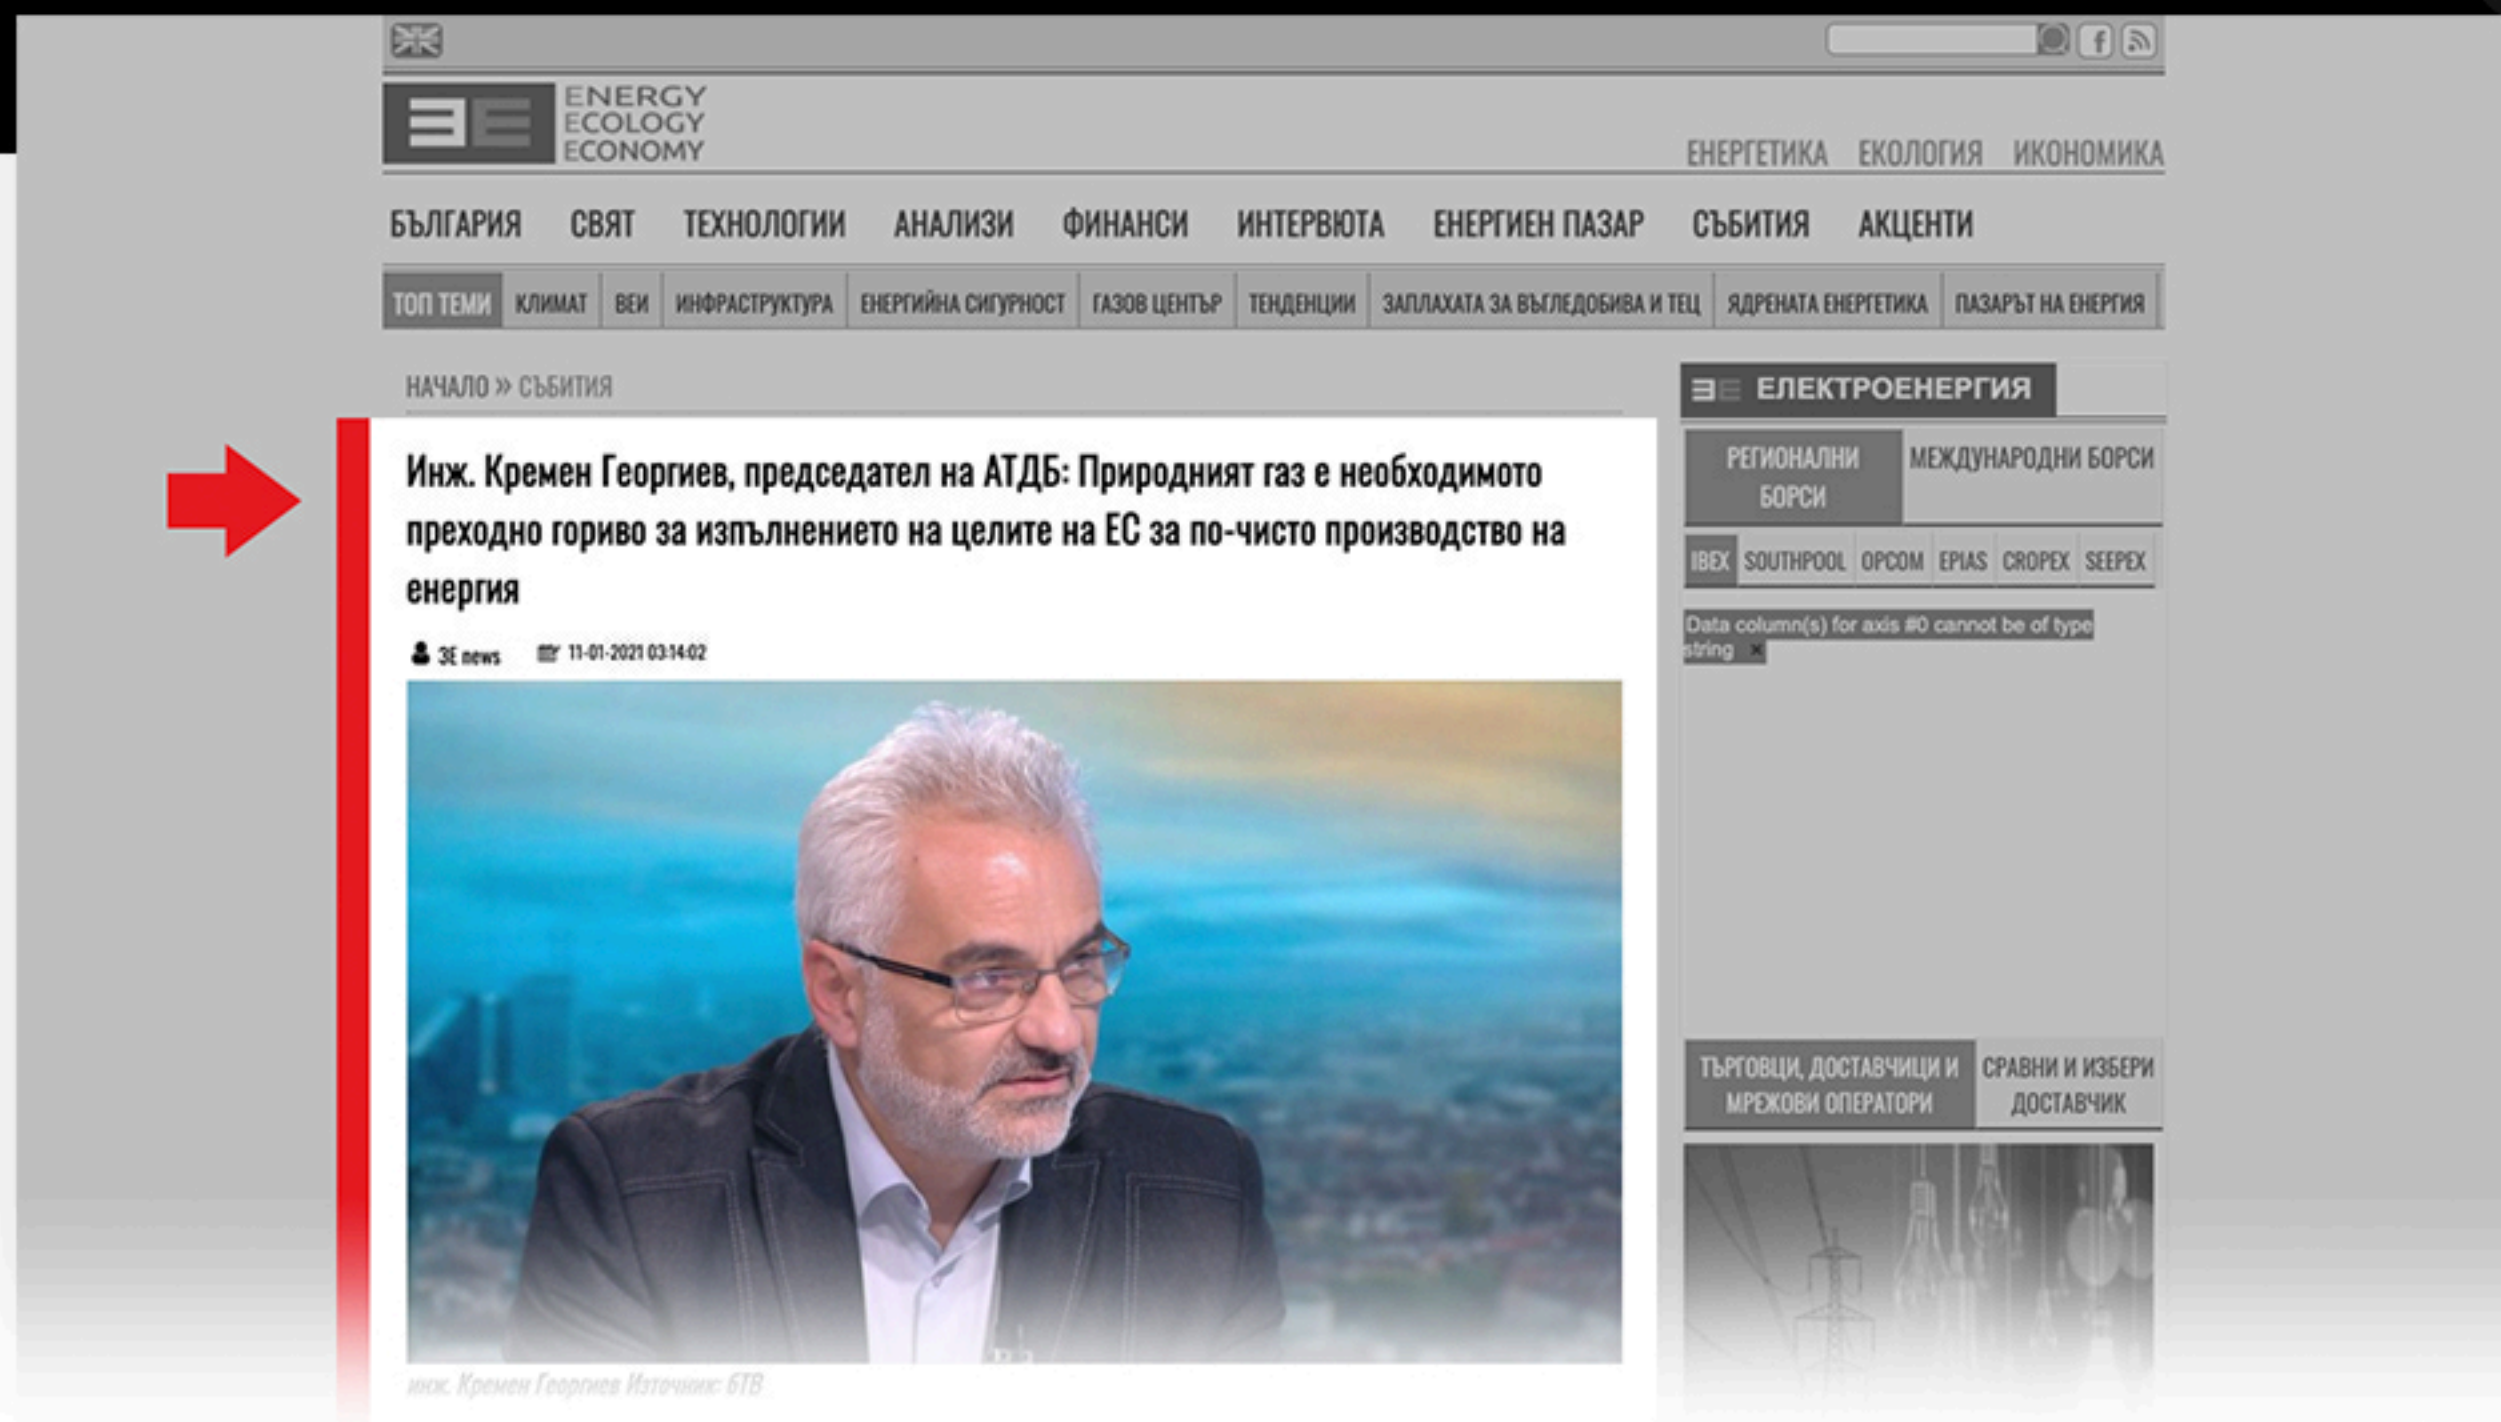 ENERGY
ECOLOGY
ECONOMY
ЕНЕРГЕТИКА ЕКОЛОГИЯ ИКОНОМИКА
БЪЛГАРИЯ СВЯТ ТЕХНОЛОГИИ АНАЛИЗИ ФИНАНСИ ИНТЕРВЮТА ЕНЕРГИЕН ПАЗАР СЪБИТИЯ АКЦЕНТИ
ТОП ТЕМИ КЛИМАТ ВЕИ ИНФРАСТРУКТУРА ЕНЕРГИЙНА СИГУРНОСТ ГАЗОВ ЦЕНТЪР ТЕНДЕНЦИИ ЗАПЛАХАТА ЗА ВЪГЛЕДОБИВА И ТЕЦ ЯДРЕНАТА ЕНЕРГЕТИКА ПАЗАРЪТ НА ЕНЕРГИЯ
НАЧАЛО » СЪБИТИЯ
Инж. Кремен Георгиев, председател на АТДБ: Природният газ е необходимото
преходно гориво за изпълнението на целите на ЕС за по-чисто производство на
енергия
3E news 11-01-2021 03:14:02
инж. Кремен Георгиев Източник: бТВ
ЕЛЕКТРОЕНЕРГИЯ
РЕГИОНАЛНИ
БОРСИ
МЕЖДУНАРОДНИ БОРСИ
IBEX SOUTHPOOL OPCOM EPIAS CROPEX SEEPEX
Data column(s) for axis #0 cannot be of type
string ×
ТЪРГОВЦИ, ДОСТАВЧИЦИ И
МРЕЖОВИ ОПЕРАТОРИ
СРАВНИ И ИЗБЕРИ
ДОСТАВЧИК